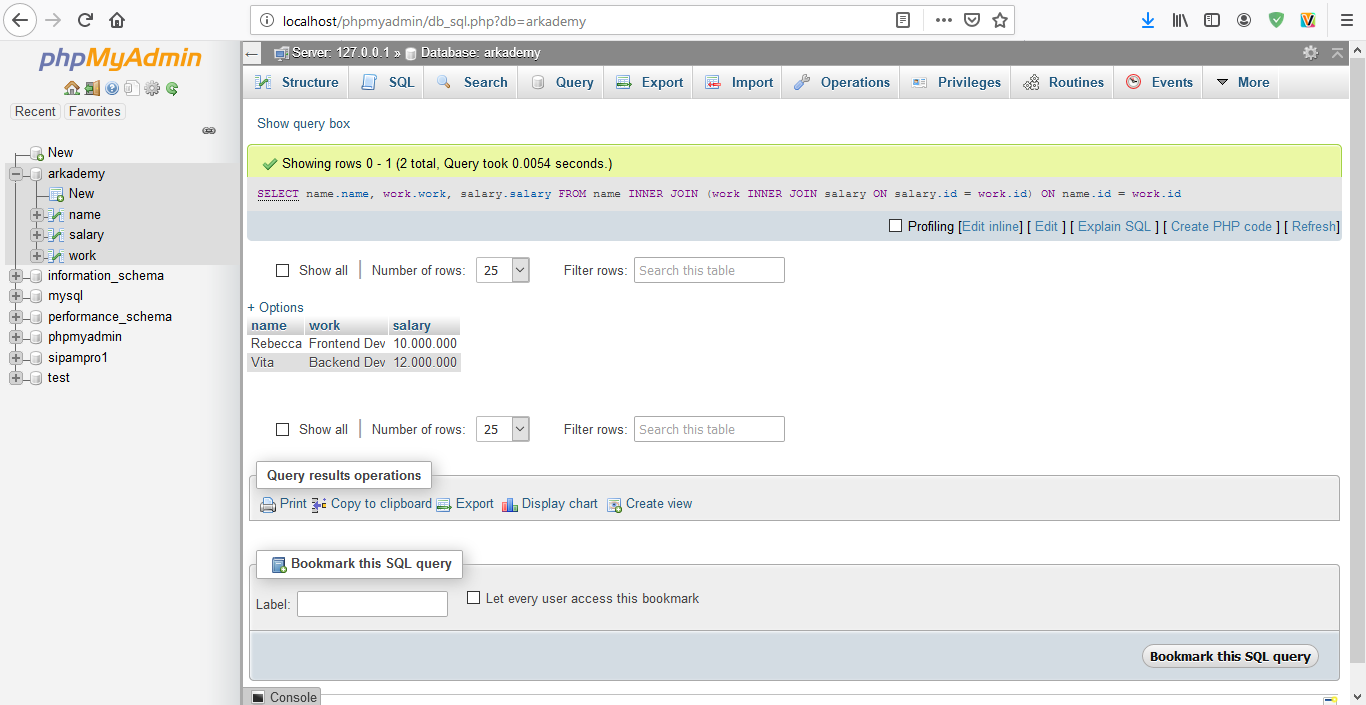 localhost/phpmyadmin/db_sql.php?db=arkademy
phpMyAdmin
Recent Favorites
New
arkademy
New
name
salary
work
information_schema
mysql
performance_schema
phpmyadmin
sipampro1
test
Server: 127.0.0.1 » Database: arkademy
Structure SQL Search Query Export Import Operations Privileges Routines Events More
Show query box
Showing rows 0 - 1 (2 total, Query took 0.0054 seconds.)
SELECT name.name, work.work, salary.salary FROM name INNER JOIN (work INNER JOIN salary ON salary.id = work.id) ON name.id = work.id
Profiling [Edit inline] [ Edit ] [ Explain SQL ] [ Create PHP code ] [ Refresh]
Show all Number of rows: 25 Filter rows: Search this table
+ Options
name work salary
Rebecca Frontend Dev 10.000.000
Vita Backend Dev 12.000.000
Show all Number of rows: 25 Filter rows: Search this table
Query results operations
Print Copy to clipboard Export Display chart Create view
Bookmark this SQL query
Label: Let every user access this bookmark
Bookmark this SQL query
Console